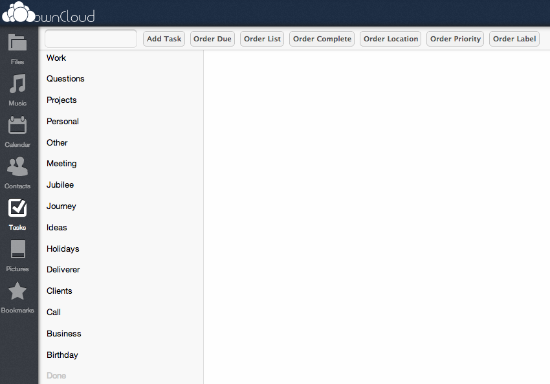 ownCloud
Add Task Order Due Order List Order Complete Order Location Order Priority Order Label
Files
Music
Calendar
Contacts
Tasks
Pictures
Bookmarks
Work
Questions
Projects
Personal
Other
Meeting
Jubilee
Journey
Ideas
Holidays
Deliverer
Clients
Call
Business
Birthday
Done